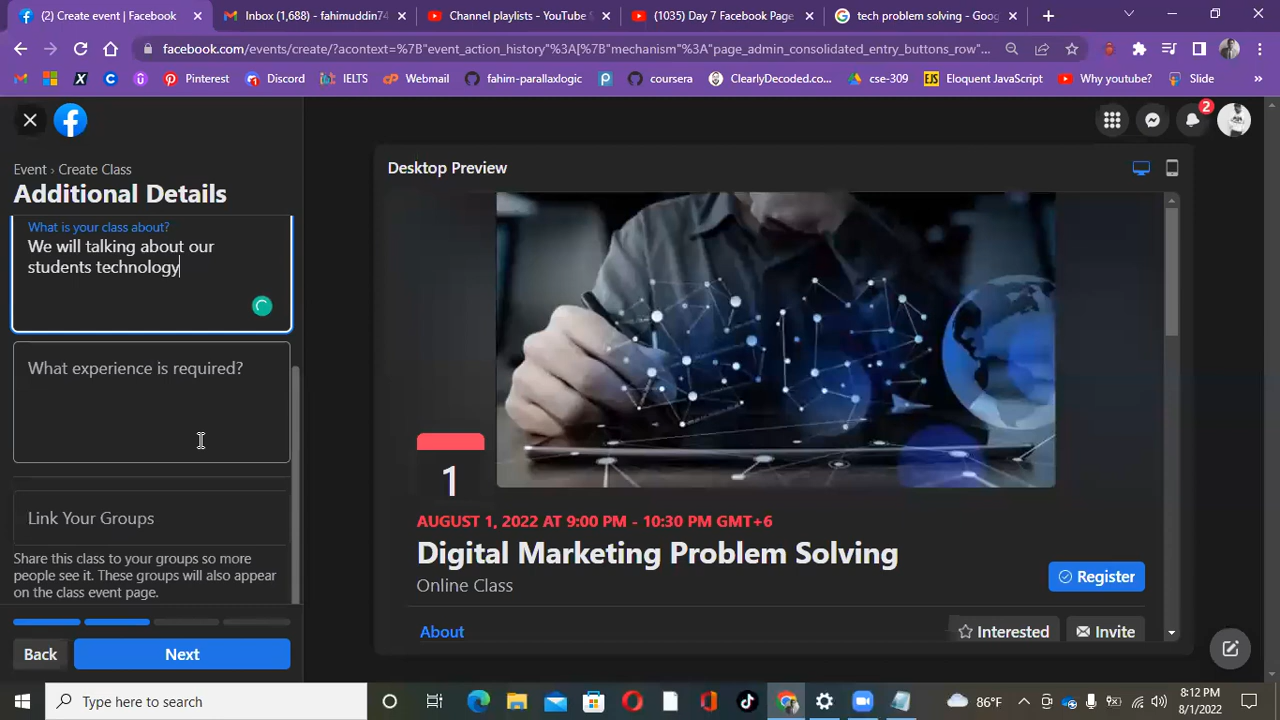 (2) Create event | Facebook
Inbox (1,688) - fahimuddin74
Channel playlists - YouTube S
(1035) Day 7 Facebook Page
tech problem solving - Goog
facebook.com/events/create/?acontext=%7B"event_action_history"%3A[%7B"mechanism"%3A"page_admin_consolidated_entry_buttons_row"...
Pinterest
Discord
IELTS
Webmail
fahim-parallaxlogic
coursera
ClearlyDecoded.co...
cse-309
EJS
Eloquent JavaScript
Why youtube?
Slide
»
2
Event › Create Class
Additional Details
What is your class about?
We will talking about our
students technology
What experience is required?
Link Your Groups
Share this class to your groups so more
people see it. These groups will also appear
on the class event page.
Back
Next
Desktop Preview
1
AUGUST 1, 2022 AT 9:00 PM - 10:30 PM GMT+6
Digital Marketing Problem Solving
Online Class
Register
About
Interested
Invite
Type here to search
86°F
8:12 PM
8/1/2022